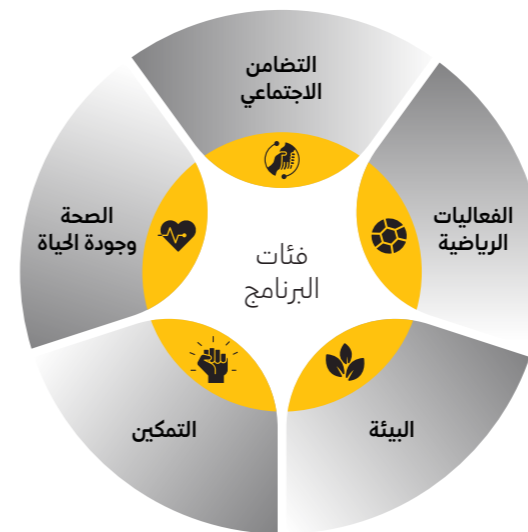 التضامن
الاجتماعي
الفعاليات
الرياضية
البيئة
التمكين
الصحة
وجودة الحياة
فئات
البرنامج